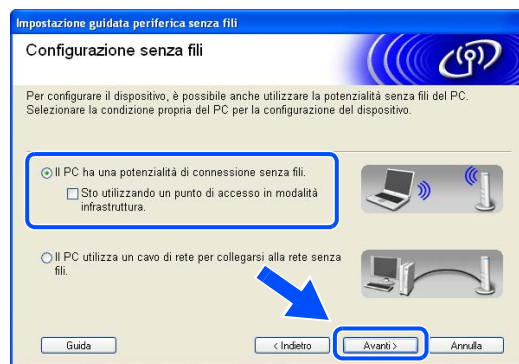 Impostazione guidata periferica senza fili
Configurazione senza fili
Per configurare il dispositivo, è possibile anche utilizzare la potenzialità senza fili del PC.
Selezionare la condizione propria del PC per la configurazione del dispositivo.
Il PC ha una potenzialità di connessione senza fili.
Sto utilizzando un punto di accesso in modalità
infrastruttura.
Il PC utilizza un cavo di rete per collegarsi alla rete senza
fili.
Guida
< Indietro
Avanti >
Annulla